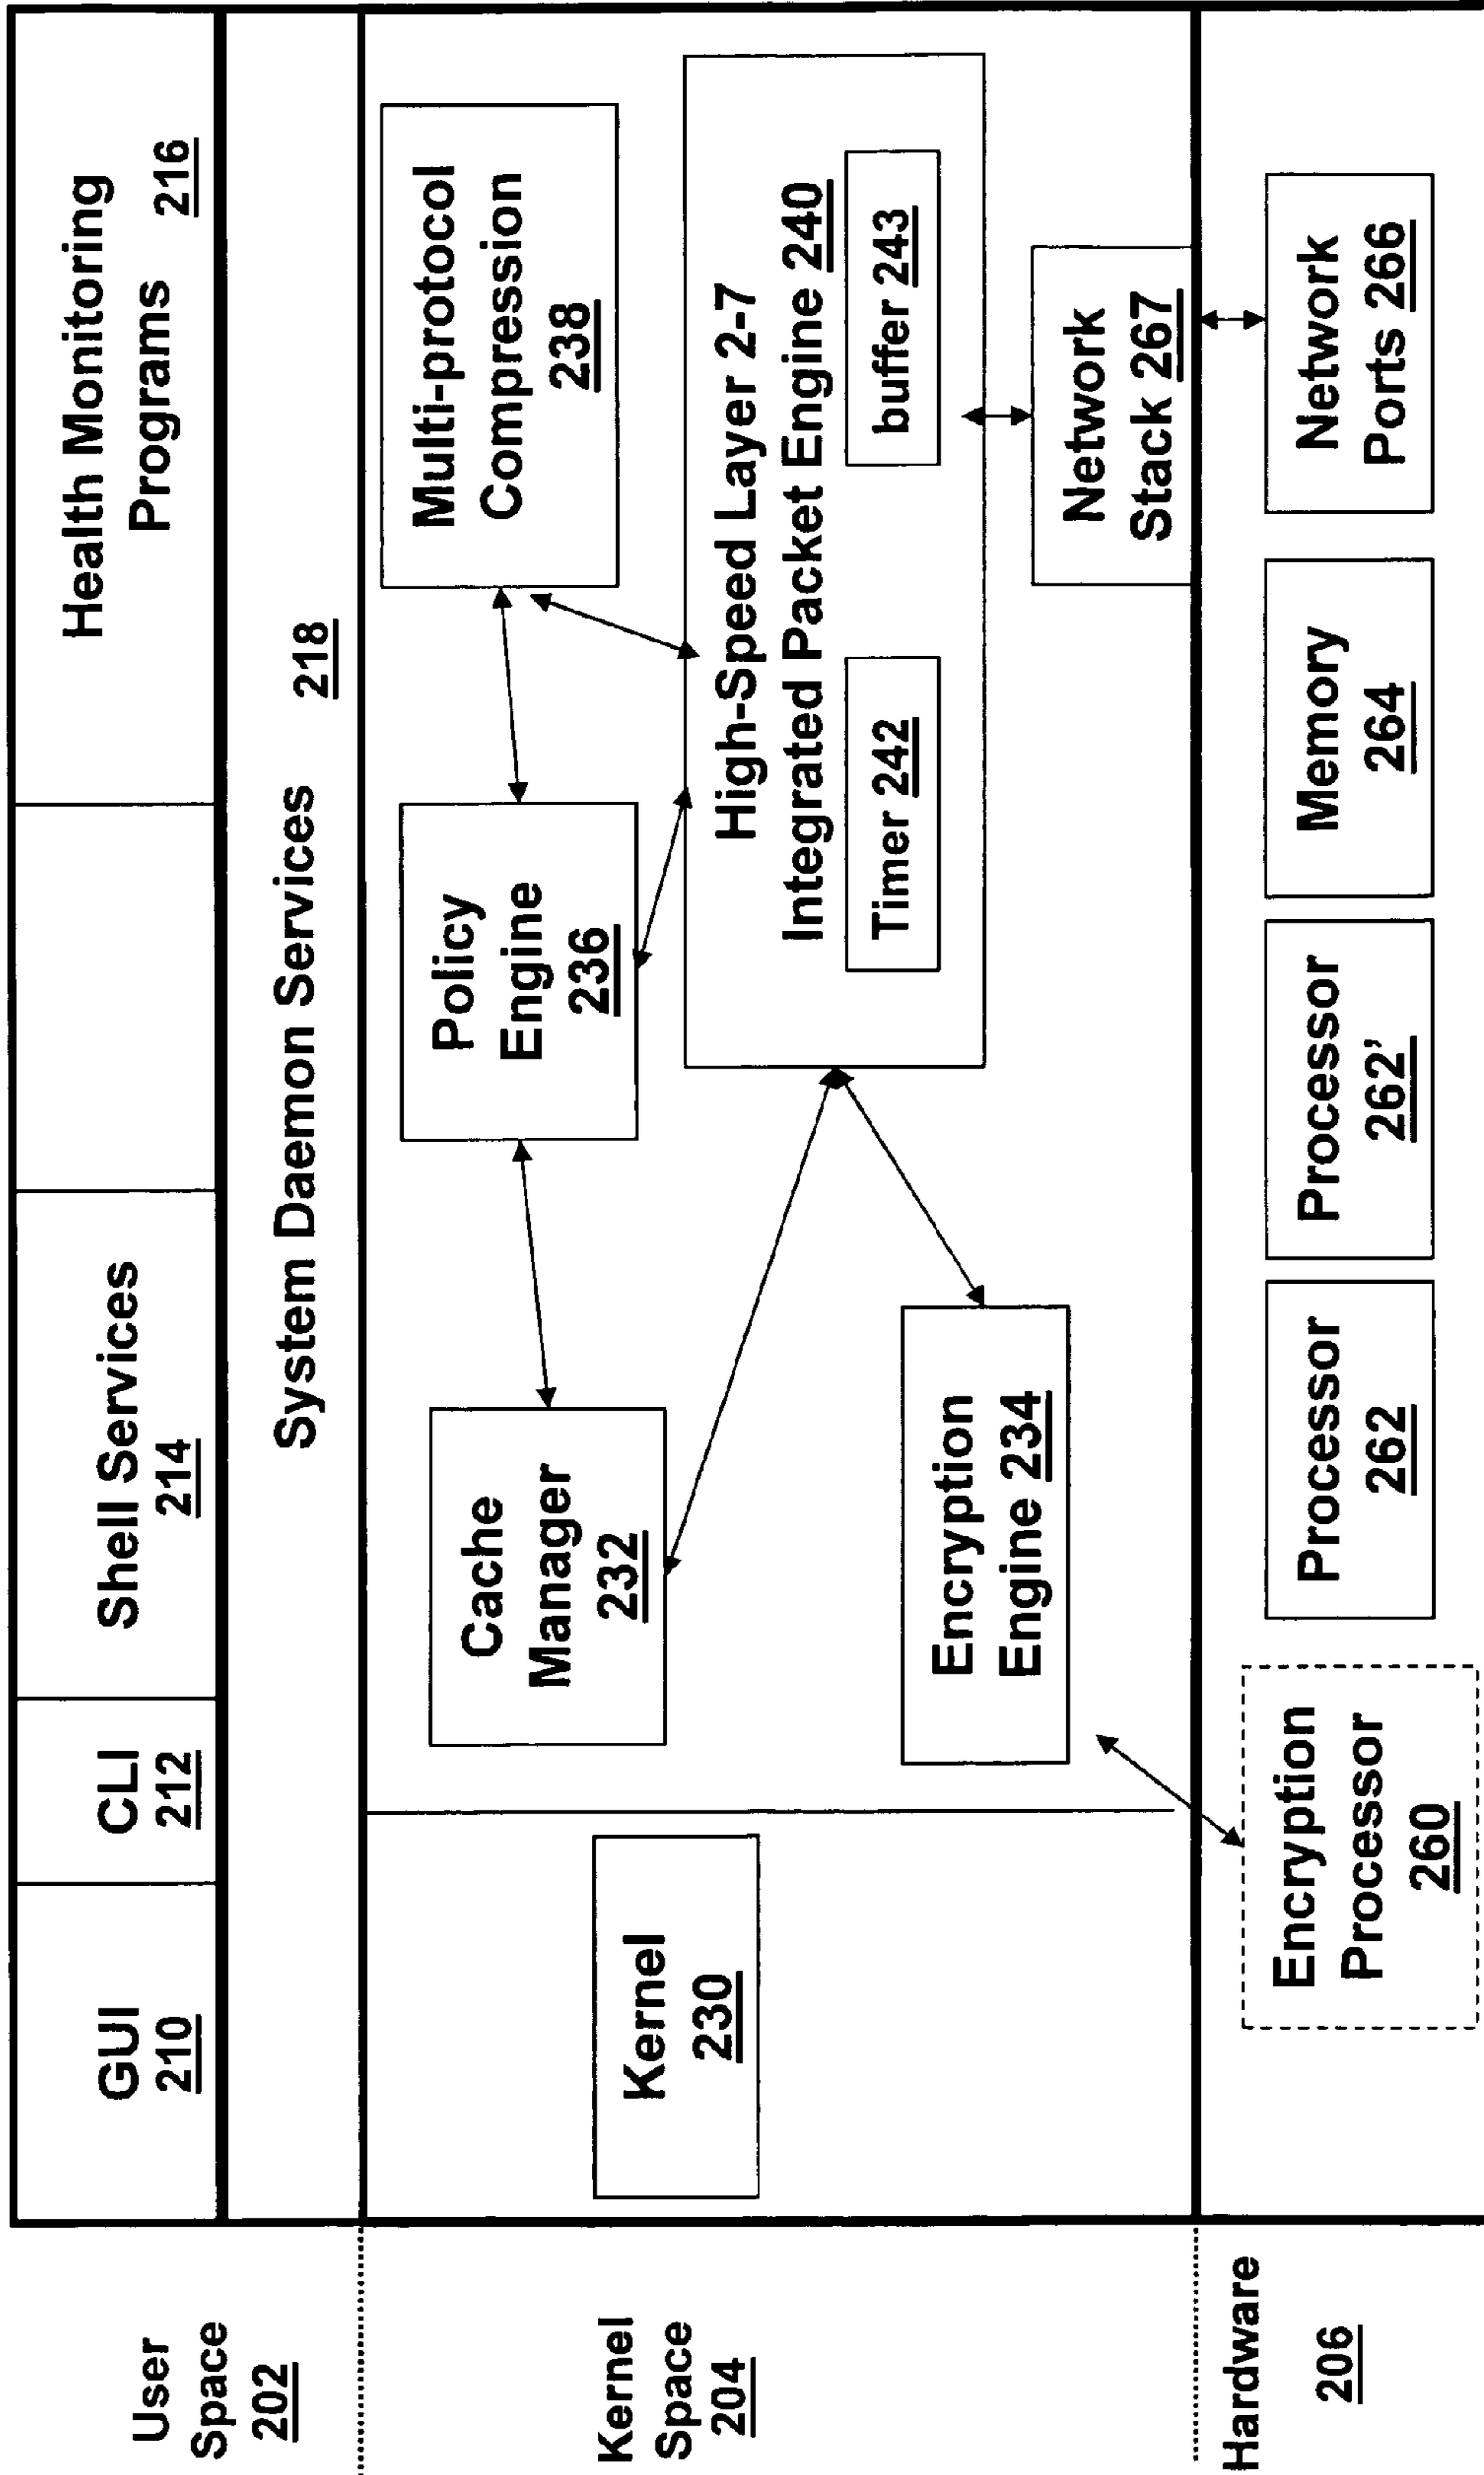 User
Space
202
GUI
210
CLI
212
Shell Services
214
Health Monitoring
Programs 216
System Daemon Services 218
Kernel
Space
204
Kernel
230
Cache
Manager
232
Policy
Engine
236
Multi-protocol
Compression
238
High-Speed Layer 2-7
Integrated Packet Engine 240
Timer 242
buffer 243
Encryption
Engine 234
Network
Stack 267
Hardware
206
Encryption
Processor
260
Processor
262
Processor
262'
Memory
264
Network
Ports 266